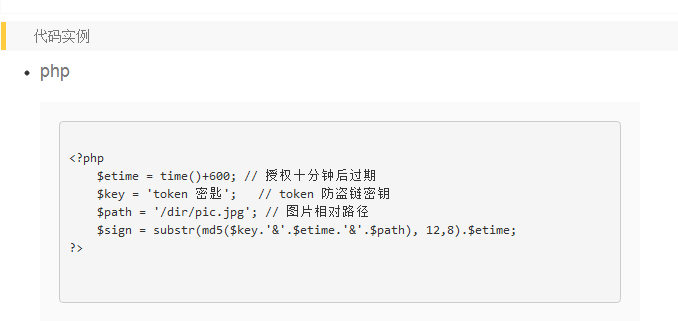 代码实例
php
<?php
$etime = time()+600; // 授权十分钟后过期
$key = 'token 密匙'; // token 防盗链密钥
$path = '/dir/pic.jpg'; // 图片相对路径
$sign = substr(md5($key.'&'.$etime.'&'.$path), 12,8).$etime;
?>